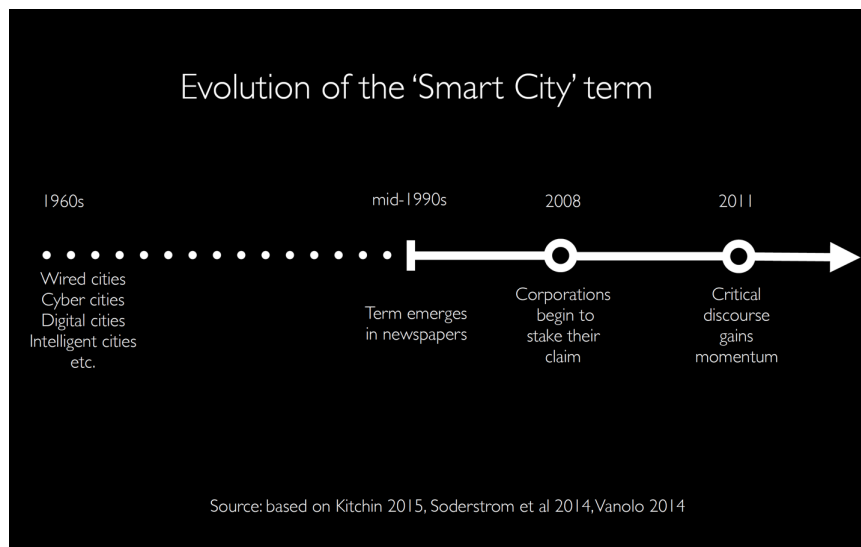 Evolution of the ‘Smart City’ term
1960s
mid-1990s
2008
2011
Wired cities
Cyber cities
Digital cities
Intelligent cities
etc.
Term emerges
in newspapers
Corporations
begin to
stake their
claim
Critical
discourse
gains
momentum
Source: based on Kitchin 2015, Soderstrom et al 2014, Vanolo 2014